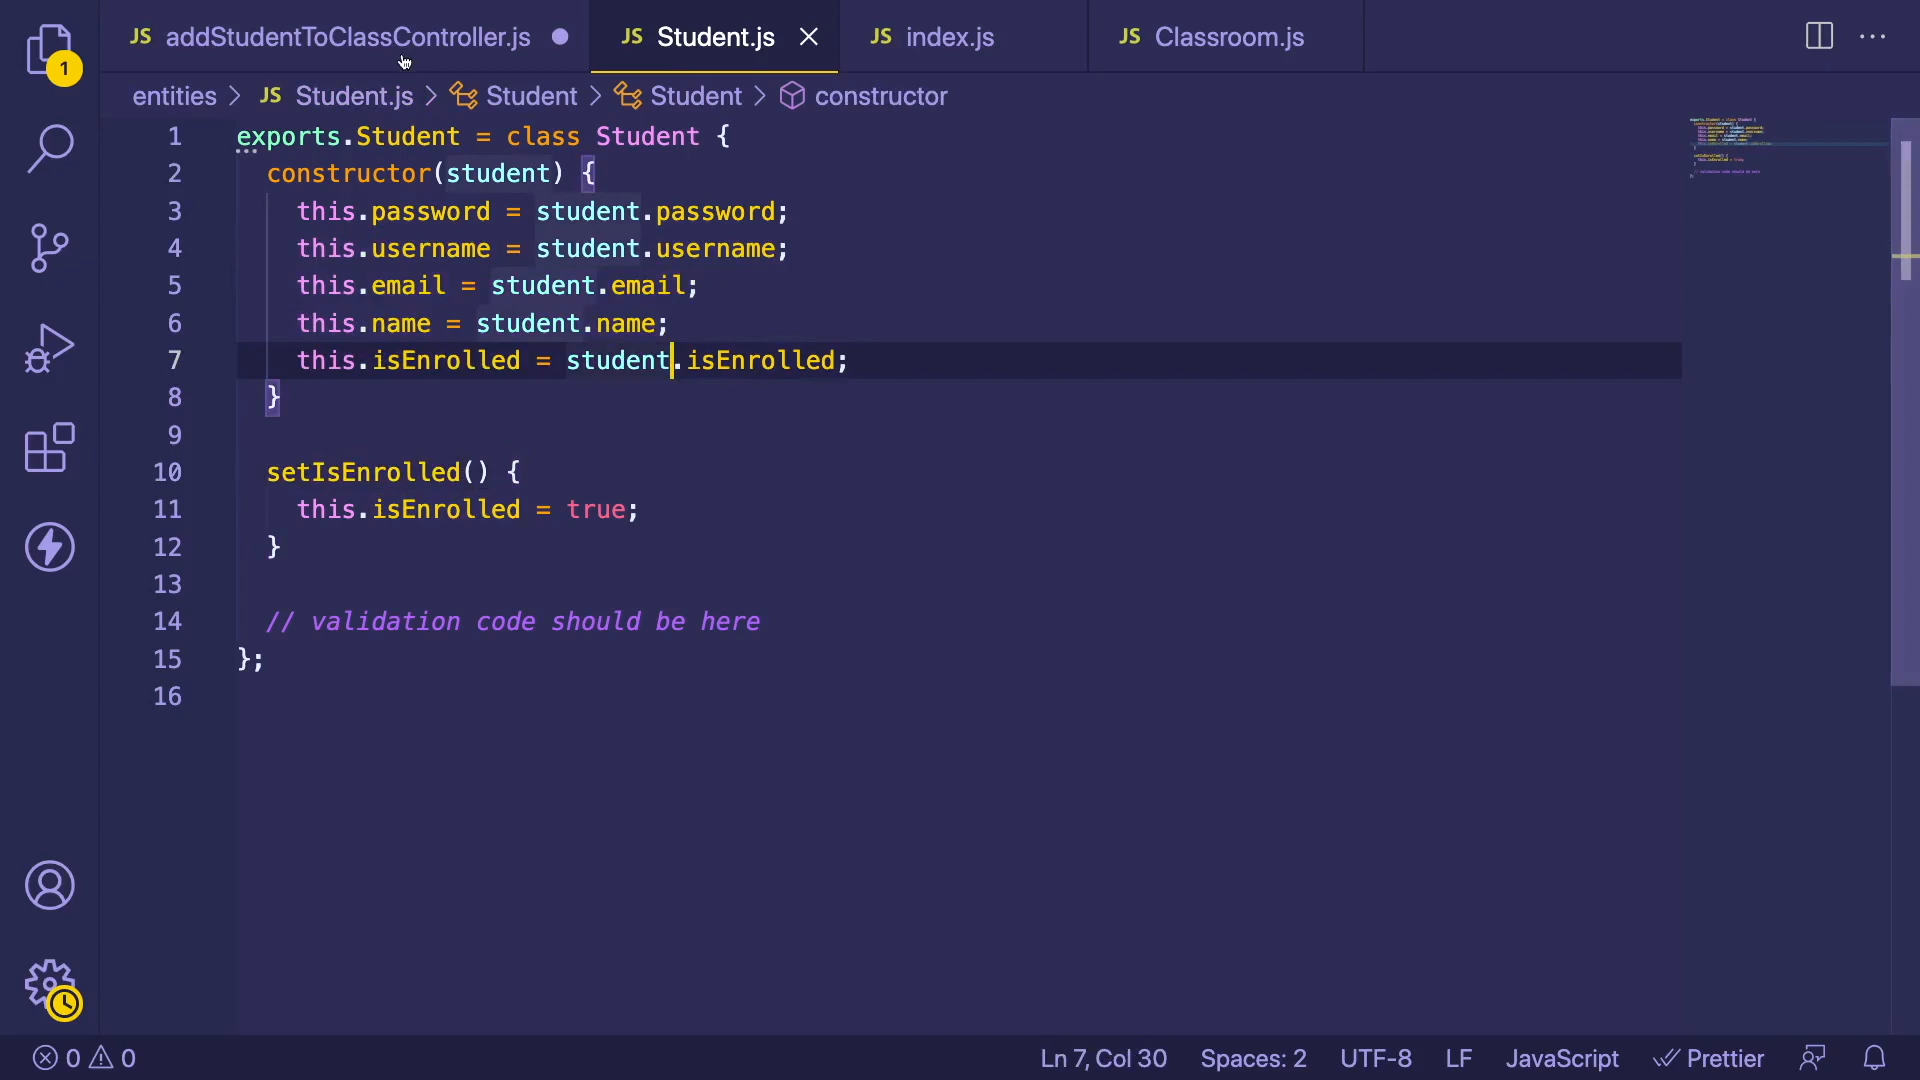 JS addStudentToClassController.js
JS Student.js
JS index.js
JS Classroom.js
1
entities > JS Student.js > Student > Student > constructor
1 exports.Student = class Student {
2 constructor(student) {
3 this.password = student.password;
4 this.username = student.username;
5 this.email = student.email;
6 this.name = student.name;
7 this.isEnrolled = student.isEnrolled;
8 }
9
10 setIsEnrolled() {
11 this.isEnrolled = true;
12 }
13
14 // validation code should be here
15 };
16
0 0 Ln 7, Col 30 Spaces: 2 UTF-8 LF JavaScript Prettier